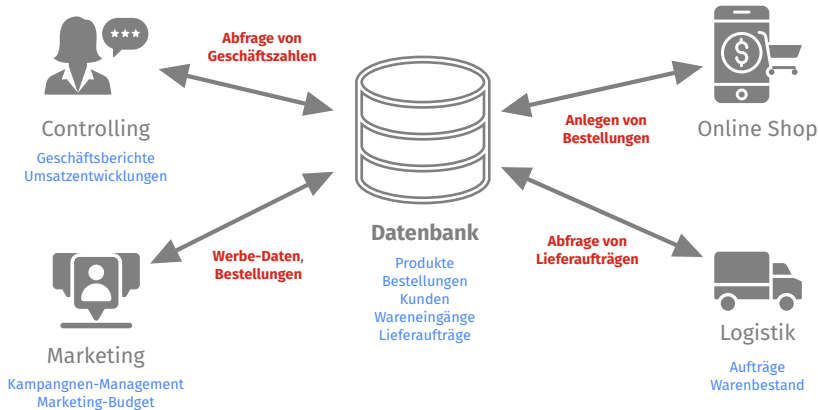 Abfrage von
Geschäftszahlen
Controlling
Geschäftsberichte
Umsatzentwicklungen
Anlegen von
Bestellungen
Online Shop
Datenbank
Produkte
Bestellungen
Kunden
Wareneingänge
Lieferaufträge
Werbe-Daten,
Bestellungen
Marketing
Kampangnen-Management
Marketing-Budget
Abfrage von
Lieferaufträgen
Logistik
Aufträge
Warenbestand